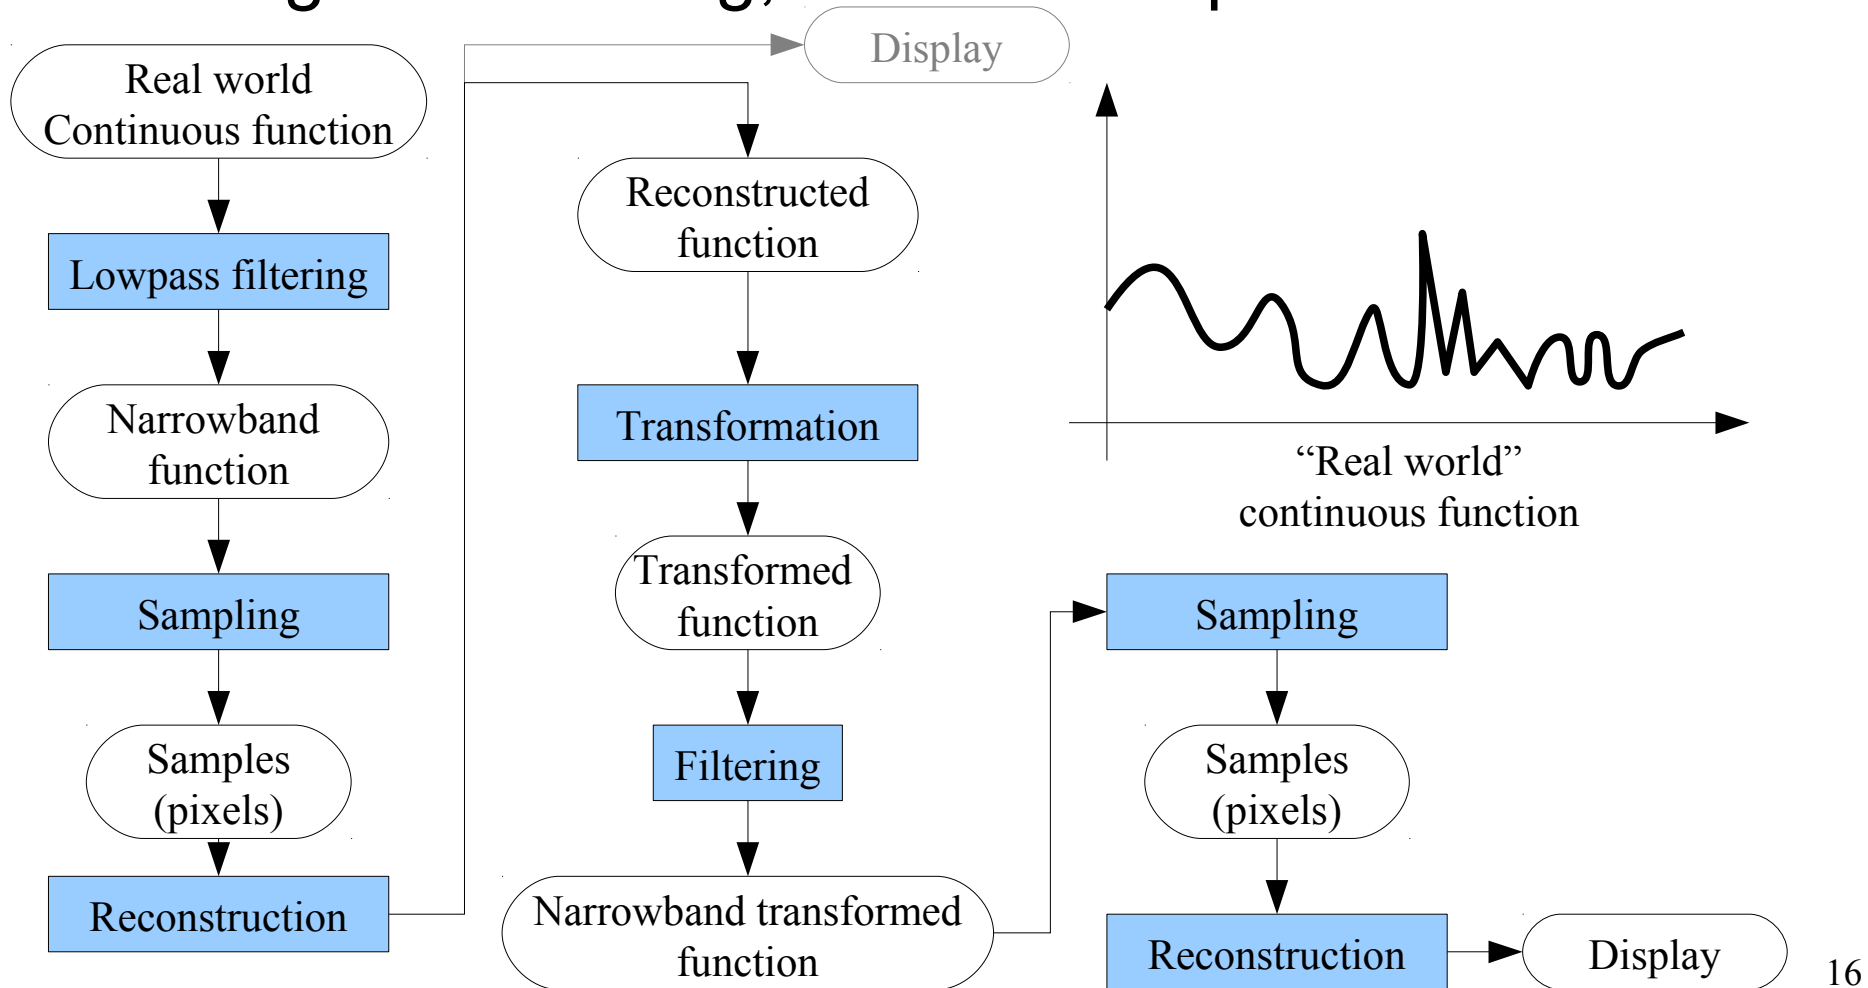 Display
Real world
Continuous function
Lowpass filtering
Narrowband
function
Sampling
Samples
(pixels)
Reconstruction
Reconstructed
function
Transformation
Transformed
function
Filtering
Narrowband transformed
function
“Real world”
continuous function
Sampling
Samples
(pixels)
Reconstruction
Display
16